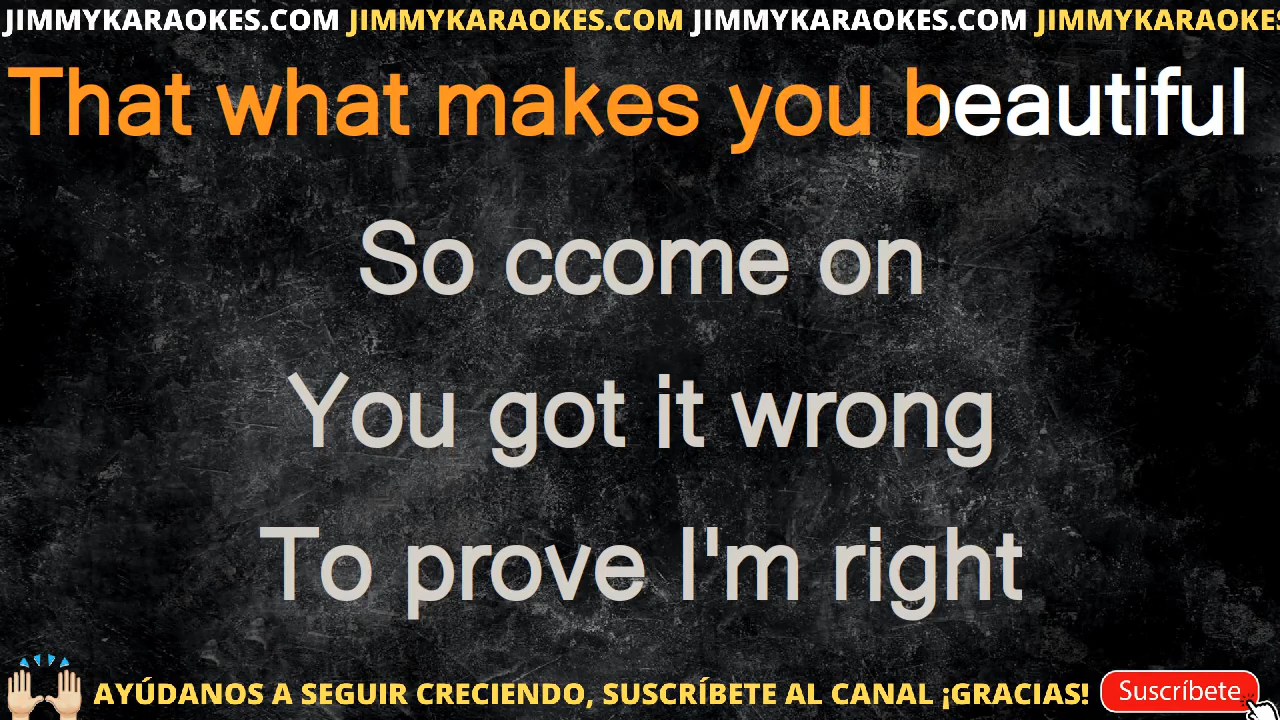 JIMMYKARAOKES.COM JIMMYKARAOKES.COM JIMMYKARAOKES.COM JIMMYKARAOKES
That what makes you beautiful
So ccome on
You got it wrong
To prove I'm right
AYÚDANOS A SEGUIR CRECIENDO, SUSCRÍBETE AL CANAL ¡GRACIAS! Suscríbete